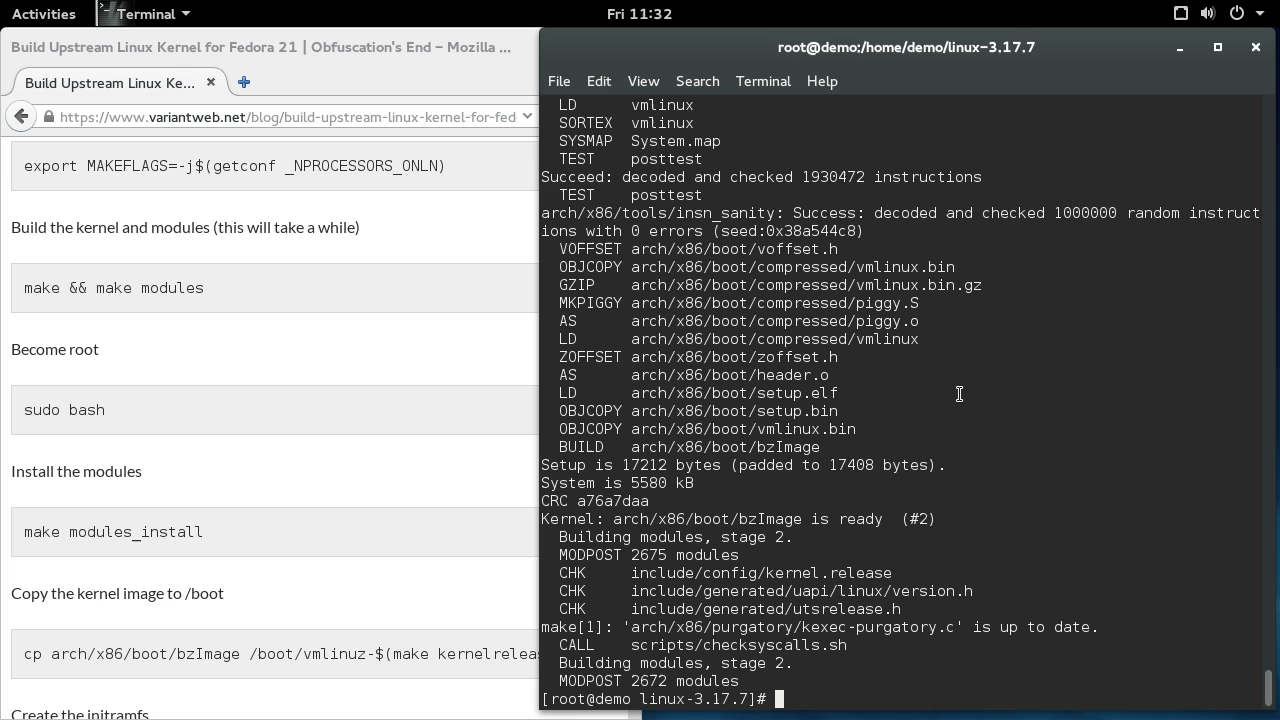 Activities
Terminal
Fri 11:32
Build Upstream Linux Kernel for Fedora 21 | Obfuscation's End – Mozilla ...
Build Upstream Linux Ke...
https://www.variantweb.net/blog/build-upstream-linux-kernel-for-fed
export MAKEFLAGS=-j$(getconf _NPROCESSORS_ONLN)
Build the kernel and modules (this will take a while)
make && make modules
Become root
sudo bash
Install the modules
make modules_install
Copy the kernel image to /boot
cp arch/x86/boot/bzImage /boot/vmlinuz-$(make kernelreleas
Create the initramfs
root@demo:/home/demo/linux-3.17.7
File Edit View Search Terminal Help
LD vmlinux
SORTEX vmlinux
SYSMAP System.map
TEST posttest
Succeed: decoded and checked 1930472 instructions
TEST posttest
arch/x86/tools/insn_sanity: Success: decoded and checked 1000000 random instruct
ions with 0 errors (seed:0x38a544c8)
VOFFSET arch/x86/boot/voffset.h
OBJCOPY arch/x86/boot/compressed/vmlinux.bin
GZIP arch/x86/boot/compressed/vmlinux.bin.gz
MKPIGGY arch/x86/boot/compressed/piggy.S
AS arch/x86/boot/compressed/piggy.o
LD arch/x86/boot/compressed/vmlinux
ZOFFSET arch/x86/boot/zoffset.h
AS arch/x86/boot/header.o
LD arch/x86/boot/setup.elf
OBJCOPY arch/x86/boot/setup.bin
OBJCOPY arch/x86/boot/vmlinux.bin
BUILD arch/x86/boot/bzImage
Setup is 17212 bytes (padded to 17408 bytes).
System is 5580 kB
CRC a76a7daa
Kernel: arch/x86/boot/bzImage is ready (#2)
Building modules, stage 2.
MODPOST 2675 modules
CHK include/config/kernel.release
CHK include/generated/uapi/linux/version.h
CHK include/generated/utsrelease.h
make[1]: 'arch/x86/purgatory/kexec-purgatory.c' is up to date.
CALL scripts/checksyscalls.sh
Building modules, stage 2.
MODPOST 2672 modules
[root@demo linux-3.17.7]#